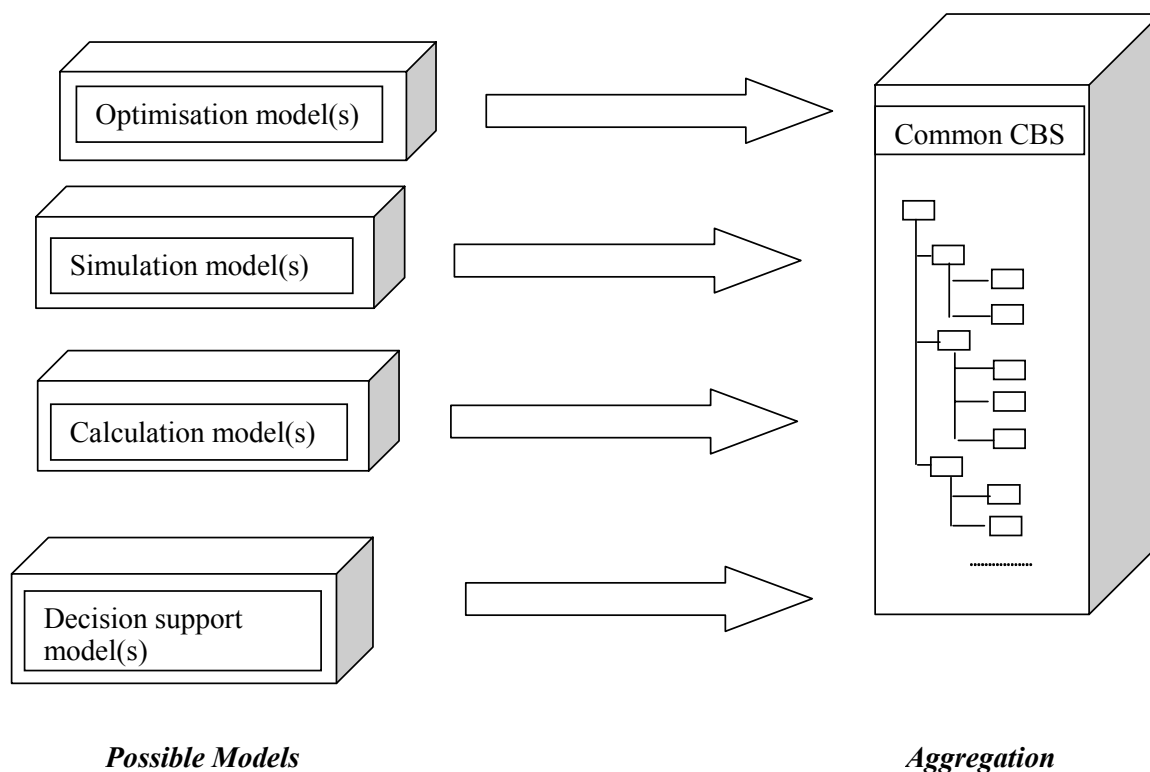 Optimisation model(s)
Common CBS
Simulation model(s)
Calculation model(s)
Decision support
model(s)
Possible Models
Aggregation